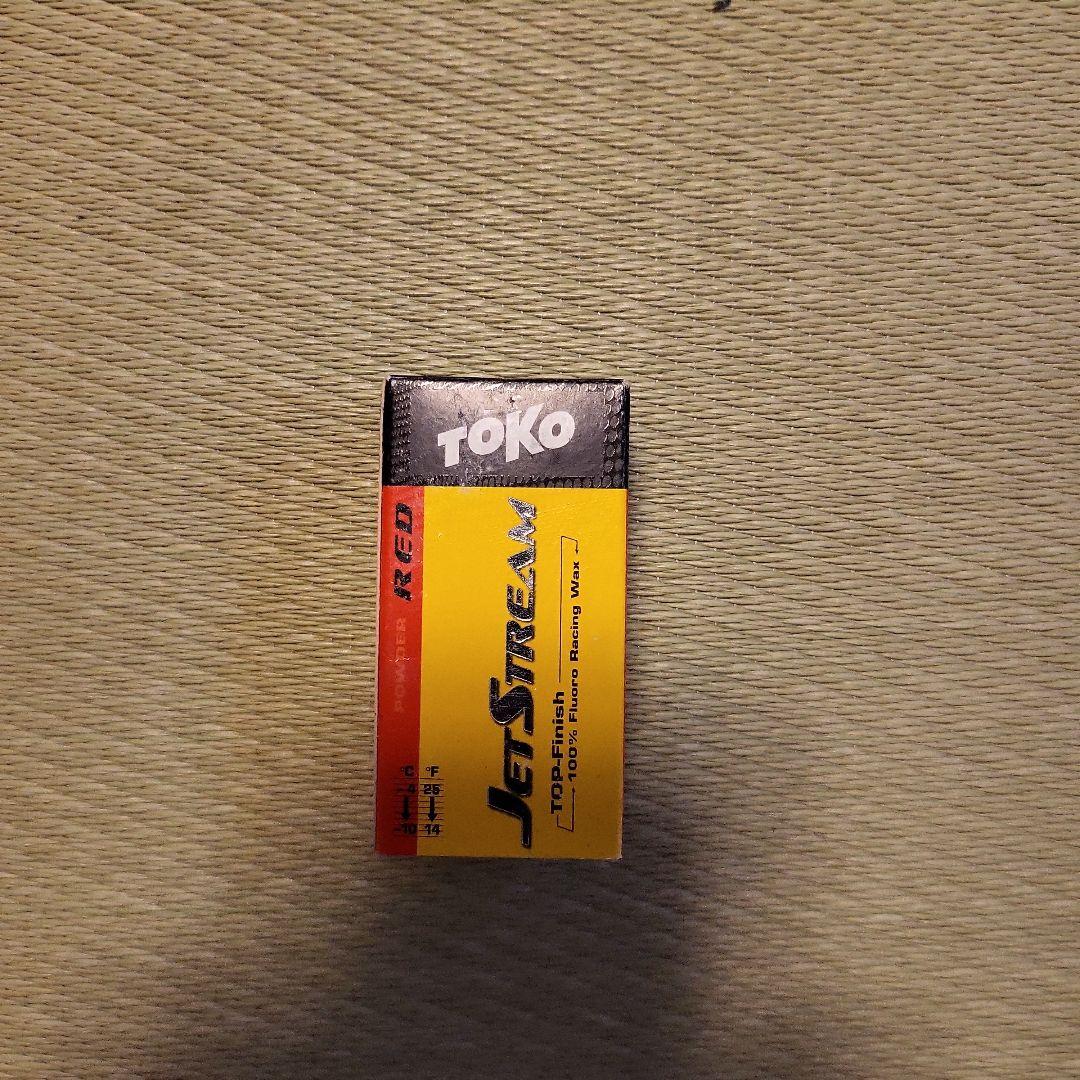 TOKO
POWDER RED
JETSTREAM
TOP-Finish
100% Fluoro Racing Wax
°C °F
-4 25
-10 14